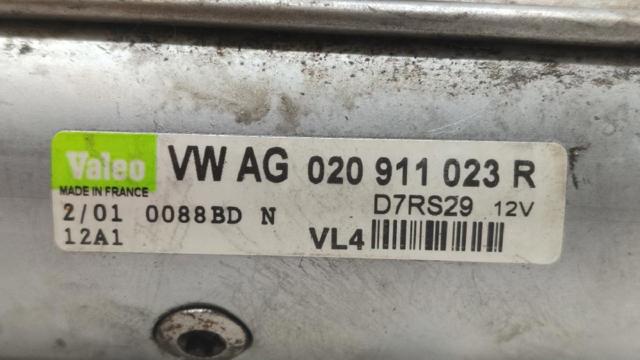 Valeo VW AG 020 911 023 R
MADE IN FRANCE
D7RS29 12V
2/01 0088BD N
12A1
VL4